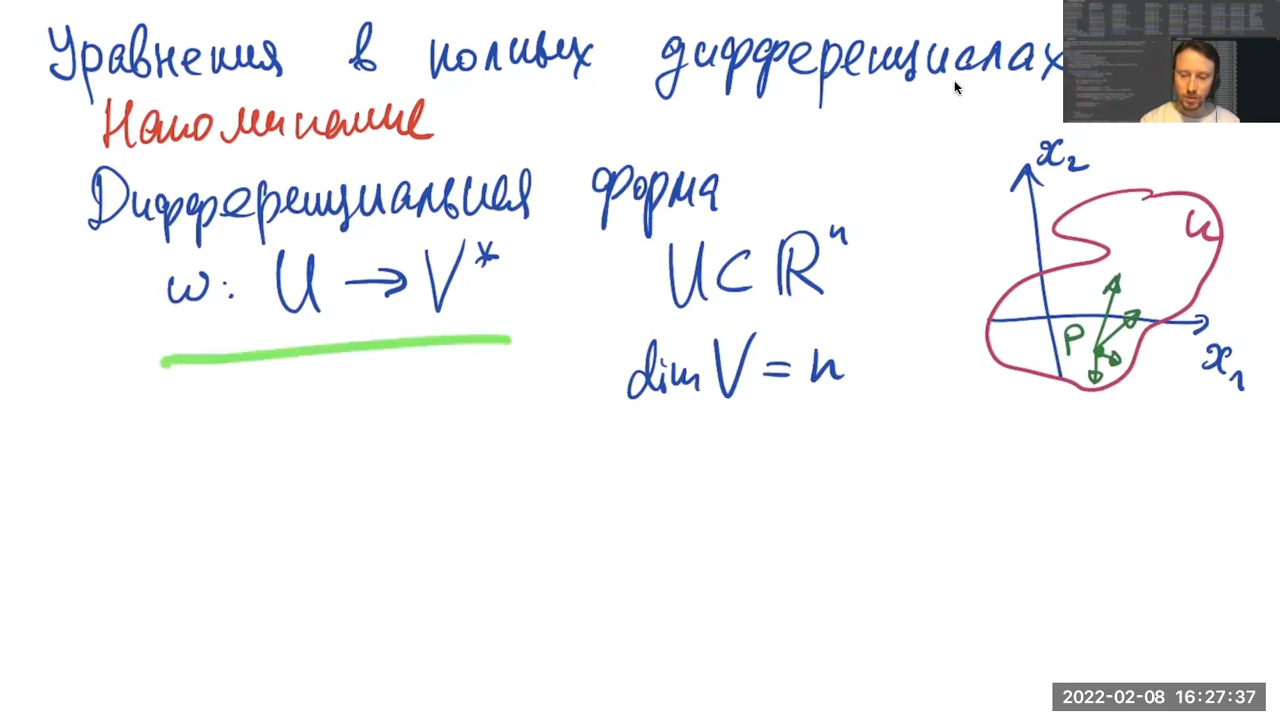 Уравнения в полных дифференциалах
Напоминание
Дифференциальная форма
ω: U → V* U ⊂ ℝⁿ
dim V = n
x₂
U
P
x₁
2022-02-08 16:27:37